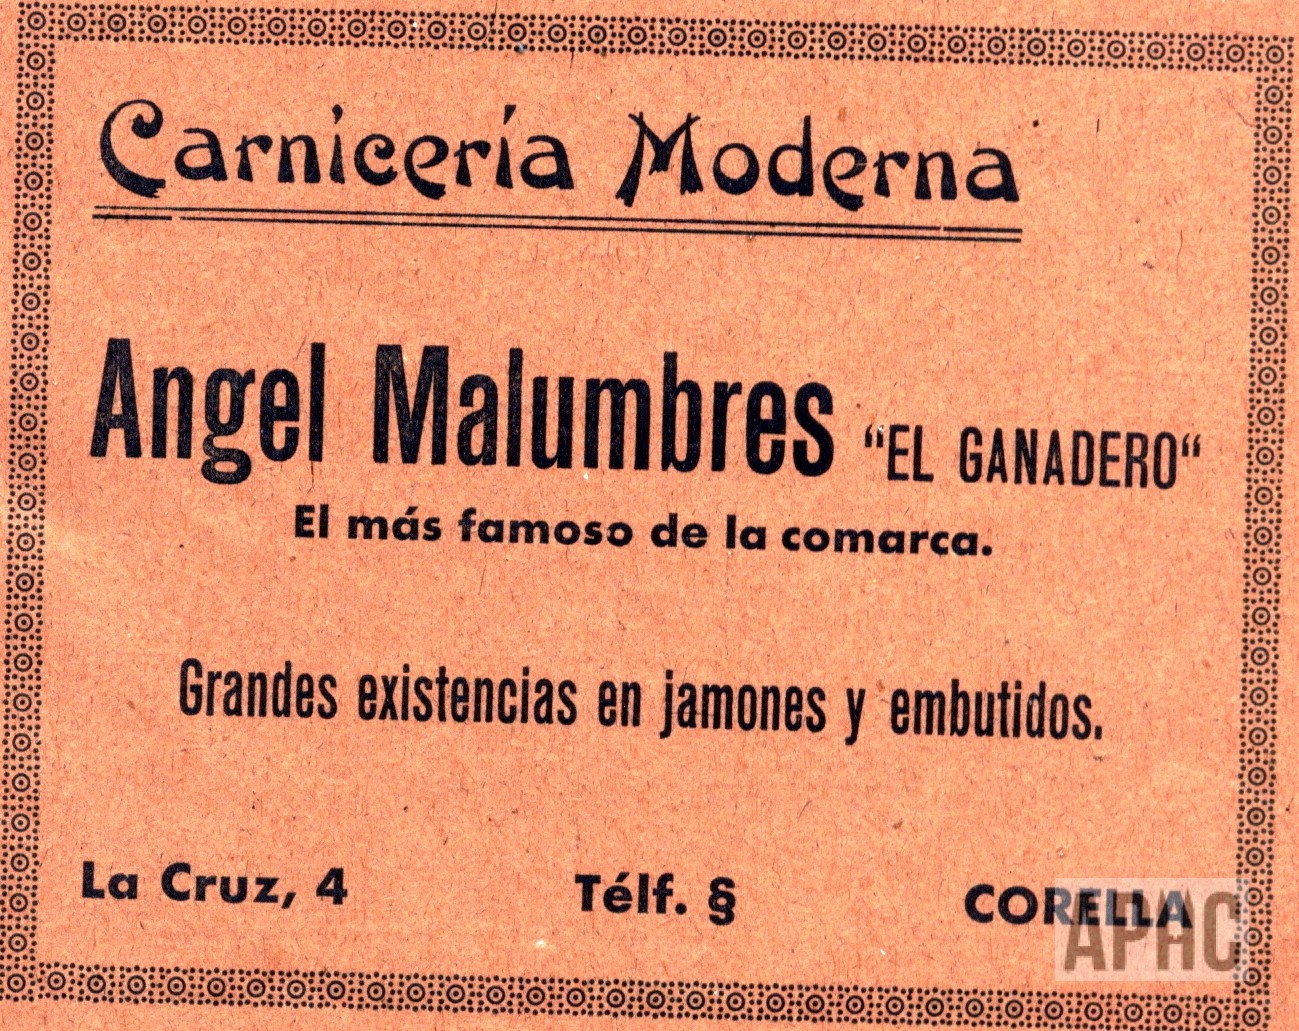 Carnicería Moderna
Angel Malumbres "EL GANADERO"
El más famoso de la comarca.
Grandes existencias en jamones y embutidos.
La Cruz, 4 Télf. § CORELLA
APAC